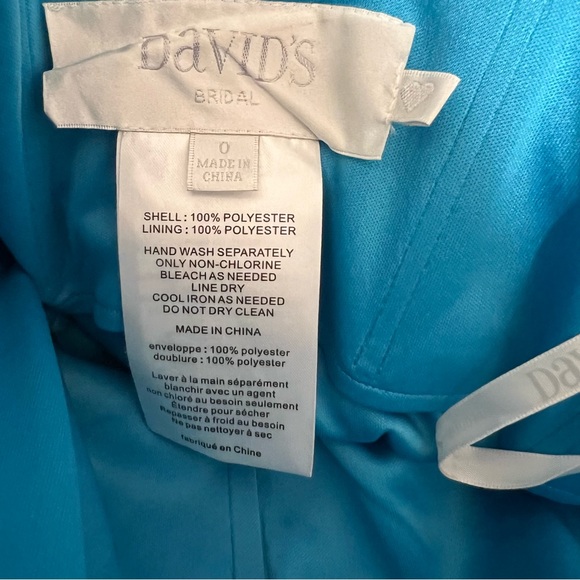 DaVID'S
BRIDAL
0
MADE IN
CHINA
SHELL : 100% POLYESTER
LINING : 100% POLYESTER
HAND WASH SEPARATELY
ONLY NON-CHLORINE
BLEACH AS NEEDED
LINE DRY
COOL IRON AS NEEDED
DO NOT DRY CLEAN
MADE IN CHINA
enveloppe : 100% polyester
doublure : 100% polyester
Laver à la main séparément
blanchir avec un agent
non chloré au besoin seulement
Étendre pour sécher
Repasser à froid au besoin
Ne pas nettoyer à sec
fabriqué en Chine
Da